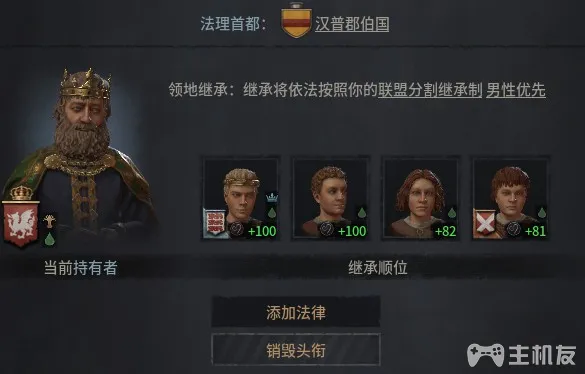 法理首都：汉普郡伯国
领地继承：继承将依法按照你的联盟分割继承制 男性优先
+100
+100
+82
+81
当前持有者
继承顺位
添加法律
销毁头衔
主机友